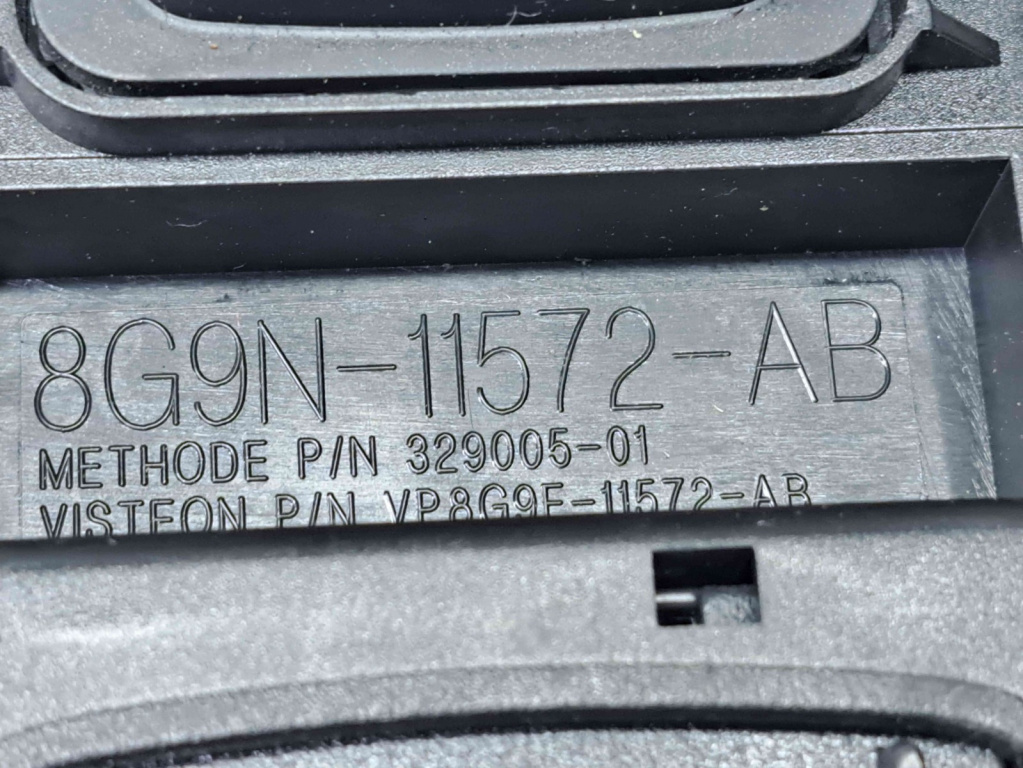 8G9N-11572-AB
METHODE P/N 329005-01
VISTEON P/N VP8G9F-11572-AB